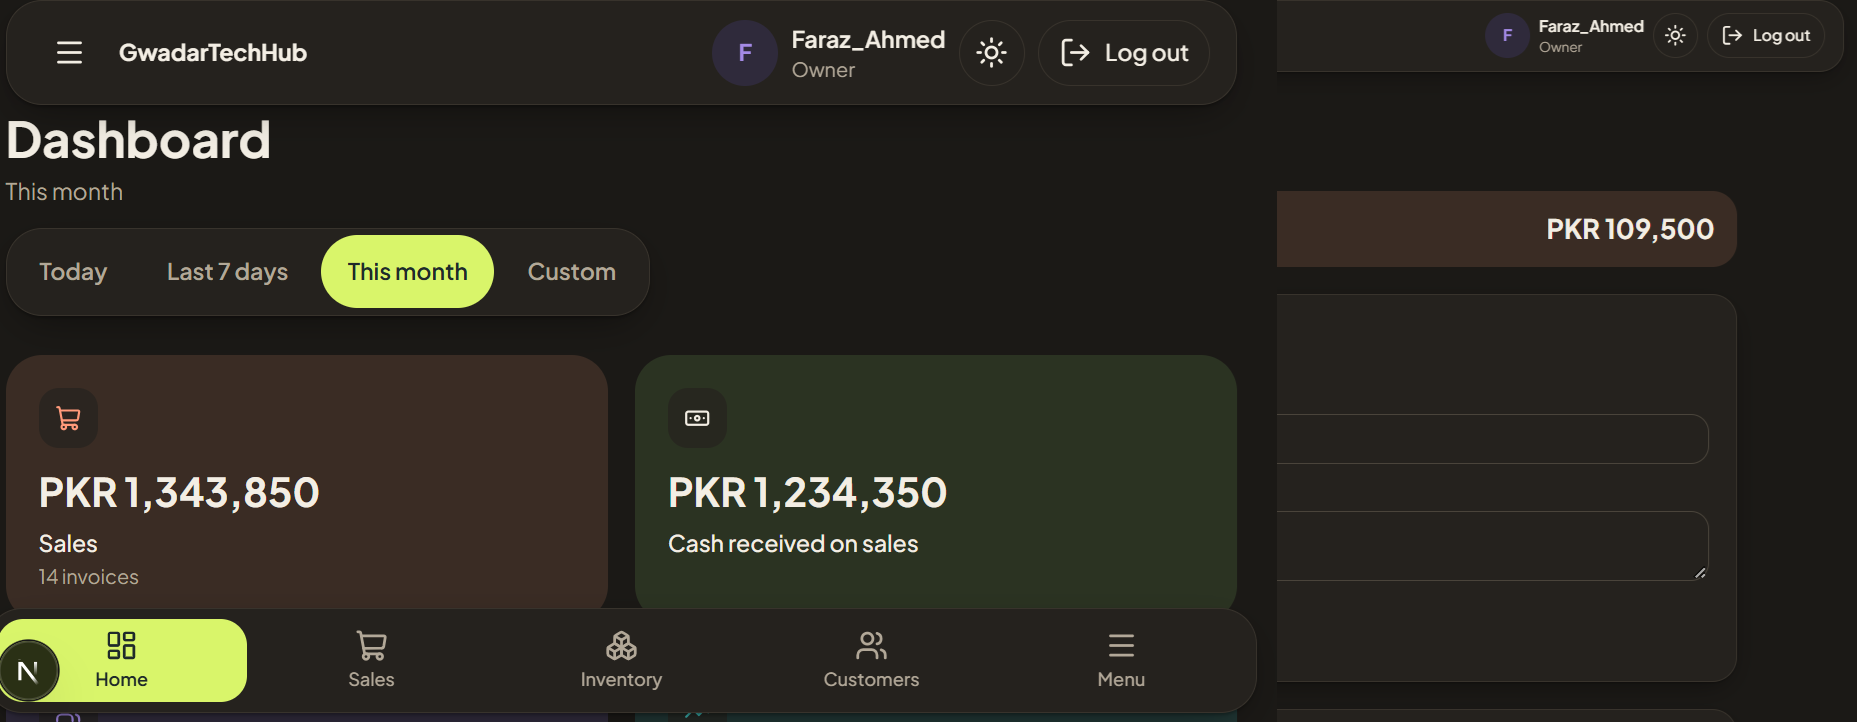 GwadarTechHub
F
Faraz_Ahmed
Owner
Log out
F
Faraz_Ahmed
Owner
Log out
Dashboard
This month
Today
Last 7 days
This month
Custom
PKR 109,500
PKR 1,343,850
Sales
14 invoices
PKR 1,234,350
Cash received on sales
N
Home
Sales
Inventory
Customers
Menu